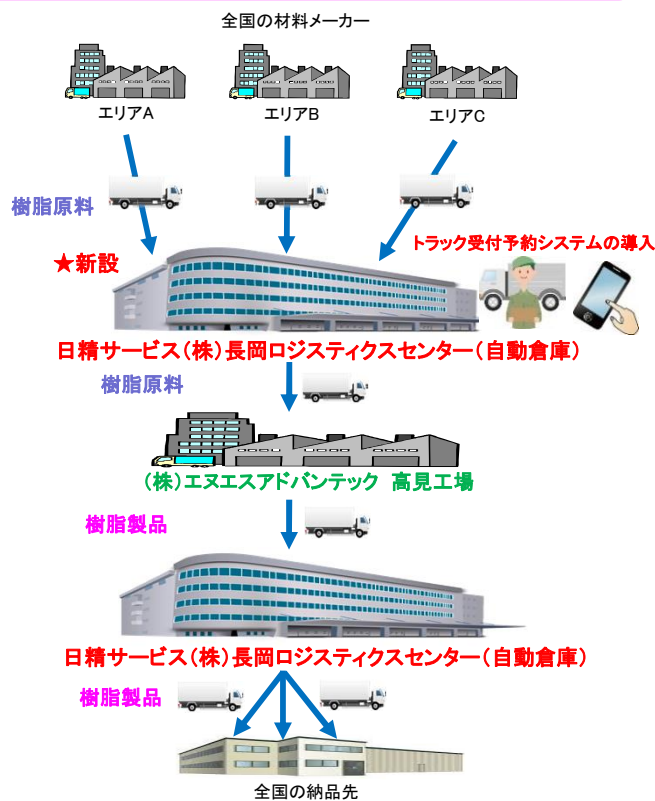 全国の材料メーカー
エリアA
エリアB
エリアC
樹脂原料
トラック受付予約システムの導入
★新設
日精サービス(株)長岡ロジスティクスセンター(自動倉庫)
樹脂原料
(株)エヌエスアドバンテック 高見工場
樹脂製品
日精サービス(株)長岡ロジスティクスセンター(自動倉庫)
樹脂製品
全国の納品先